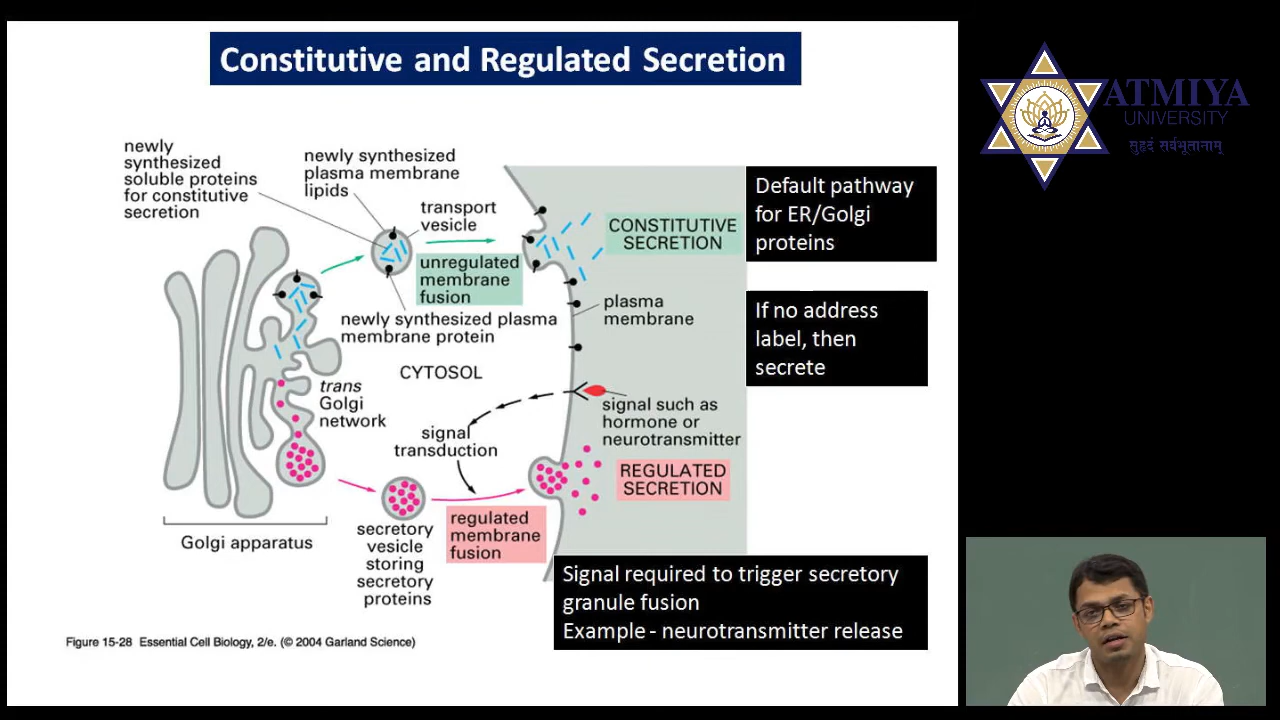 Constitutive and Regulated Secretion
ATMIYA
UNIVERSITY
सुहृदं सर्वभूतानाम्
newly
synthesized
soluble proteins
for constitutive
secretion
newly synthesized
plasma membrane
lipids
transport
vesicle
unregulated
membrane
fusion
newly synthesized plasma
membrane protein
CONSTITUTIVE
SECRETION
plasma
membrane
Default pathway
for ER/Golgi
proteins
If no address
label, then
secrete
CYTOSOL
trans
Golgi
network
signal
transduction
signal such as
hormone or
neurotransmitter
REGULATED
SECRETION
Golgi apparatus
secretory
vesicle
storing
secretory
proteins
regulated
membrane
fusion
Signal required to trigger secretory
granule fusion
Example - neurotransmitter release
Figure 15-28 Essential Cell Biology, 2/e. (© 2004 Garland Science)